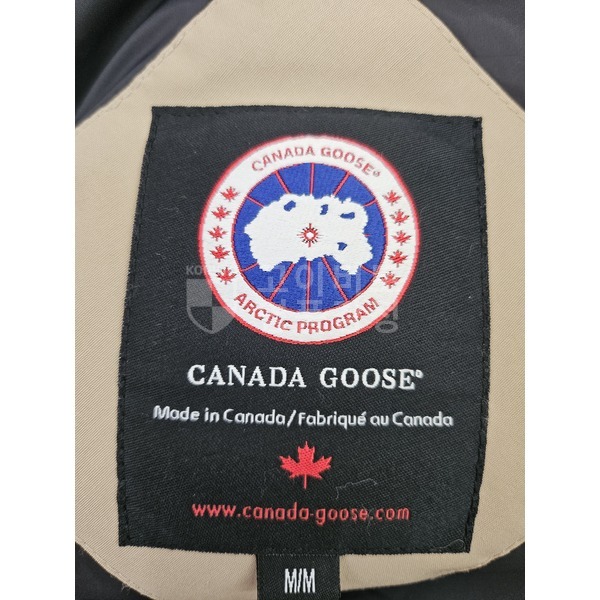 CANADA GOOSE®
ARCTIC PROGRAM
CANADA GOOSE®
Made in Canada/Fabriqué au Canada
www.canada-goose.com
M/M